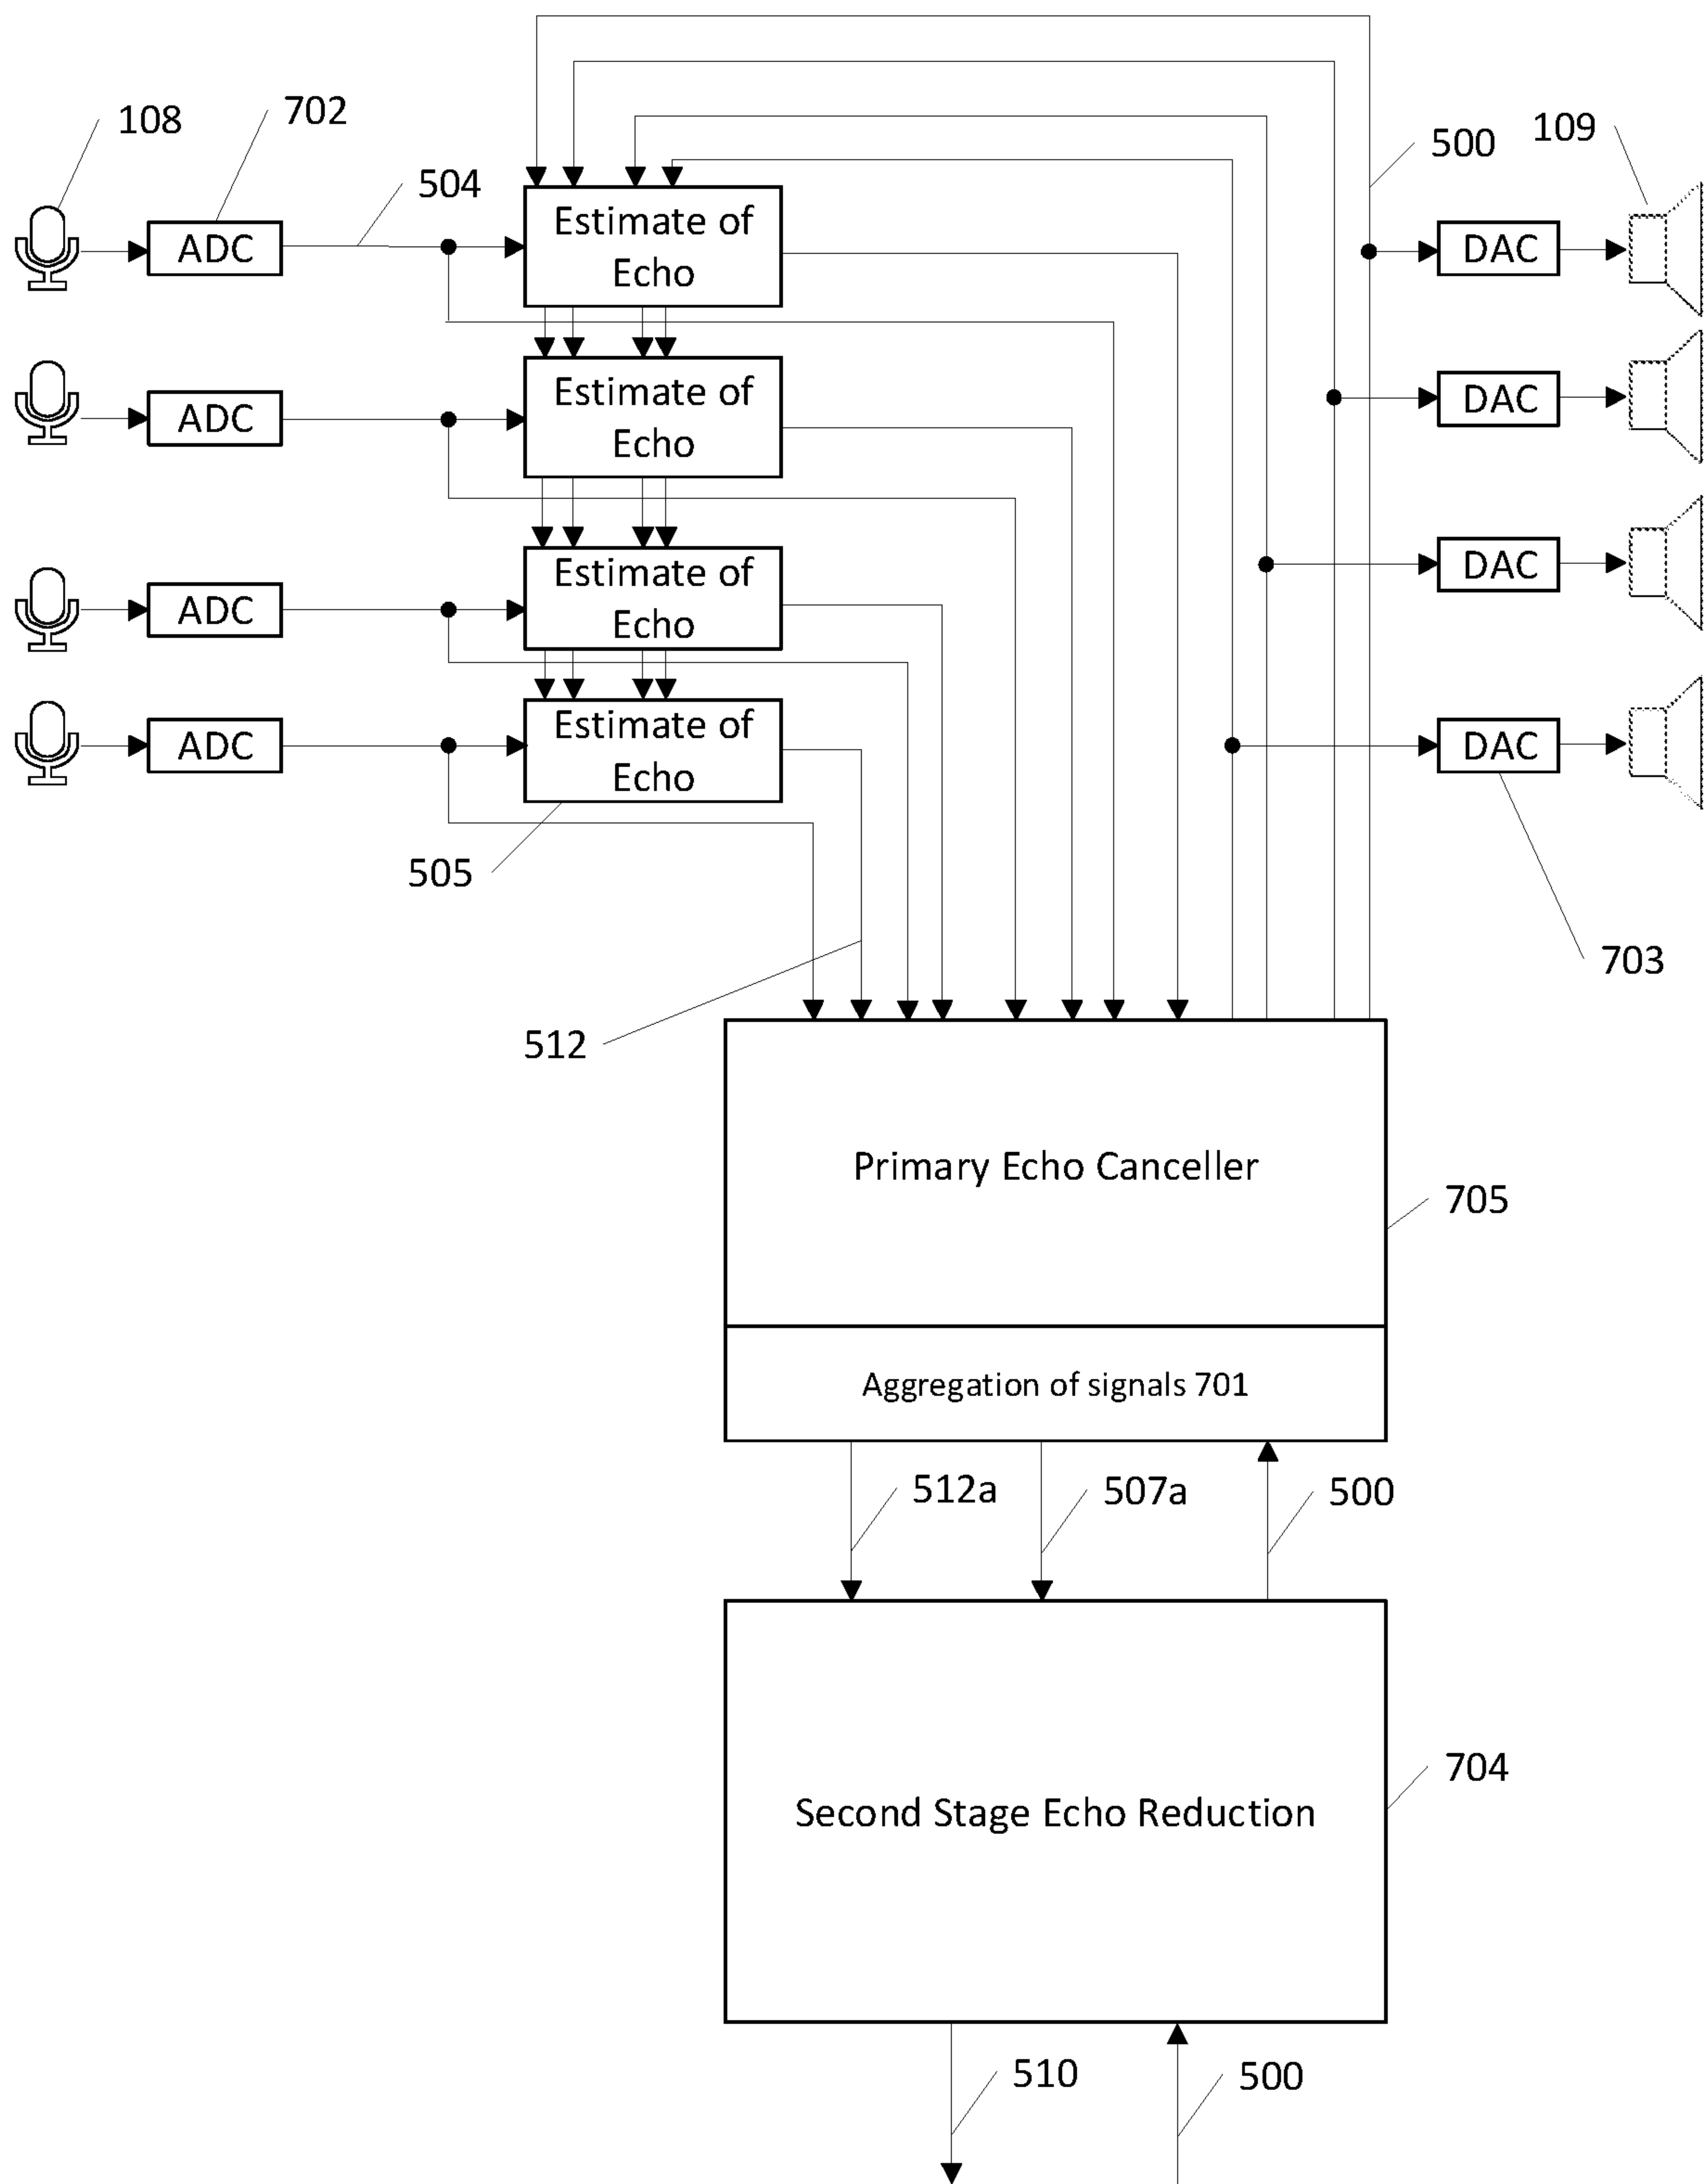 108
702
504
500
109
ADC
Estimate of
Echo
DAC
ADC
Estimate of
Echo
DAC
ADC
Estimate of
Echo
DAC
ADC
Estimate of
Echo
DAC
505
703
512
Primary Echo Canceller
705
Aggregation of signals 701
512a
507a
500
Second Stage Echo Reduction
704
510
500